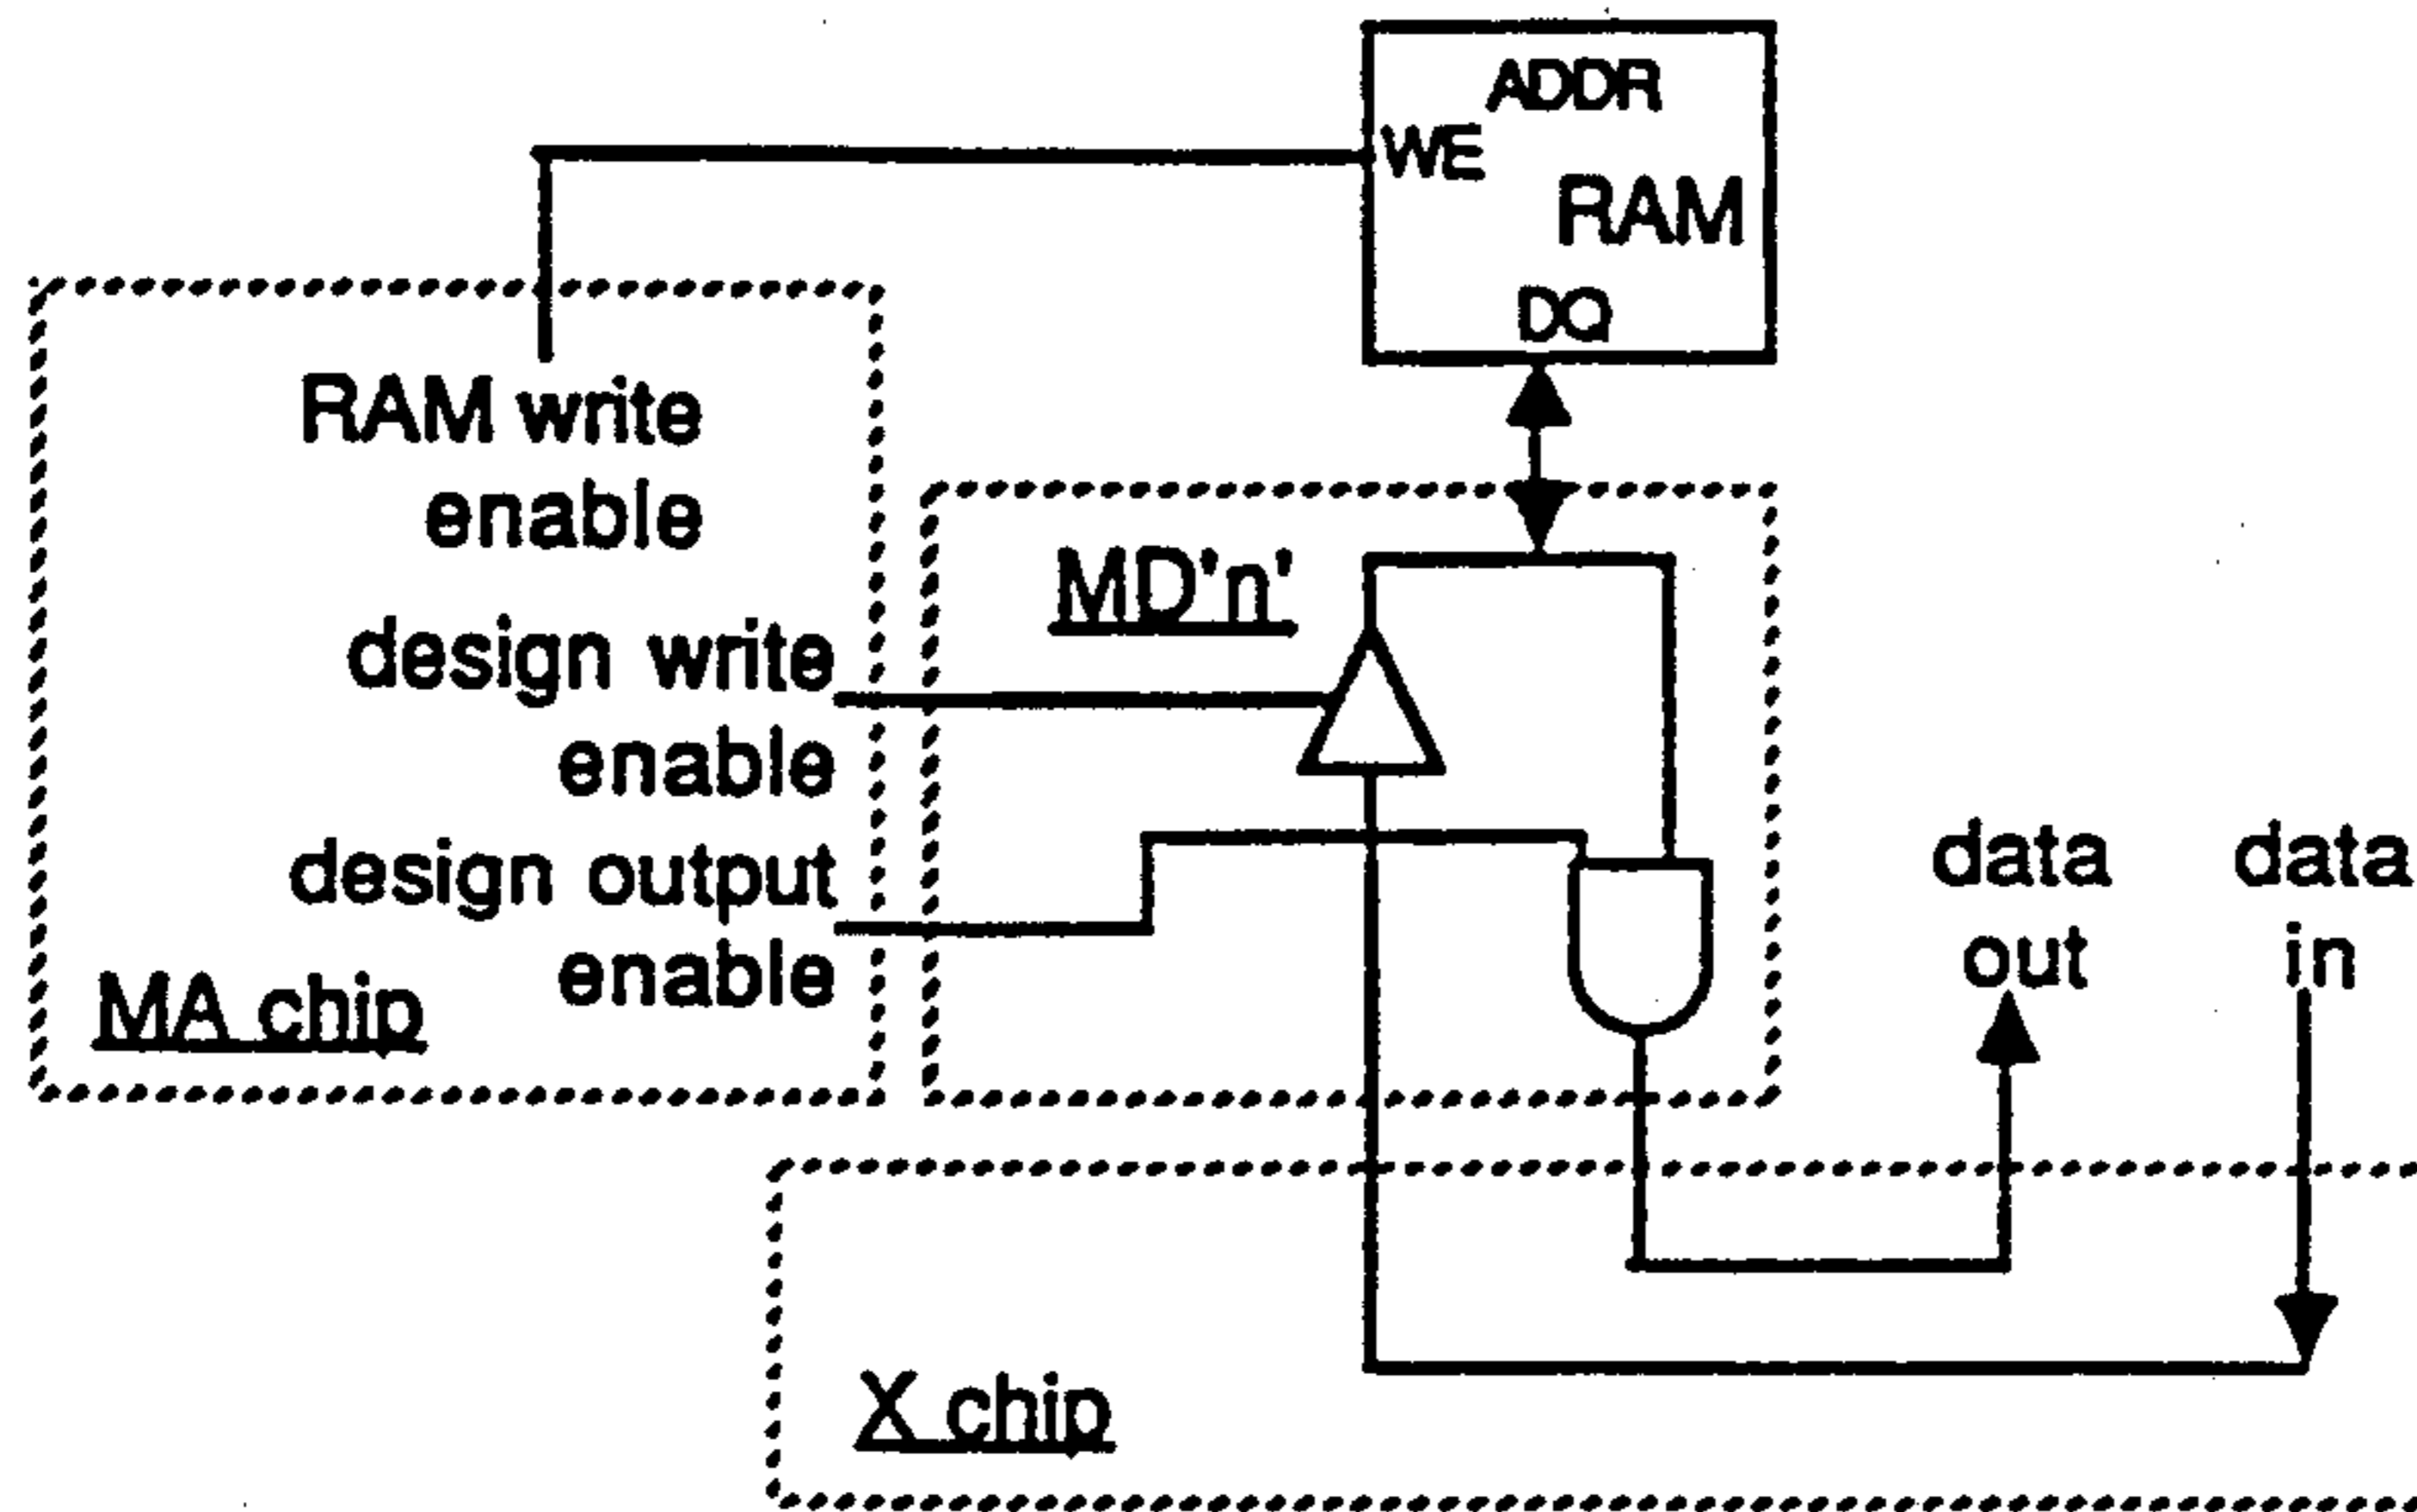 ADDR
WE
RAM
DQ
RAM write
enable
MD'n'
design write
enable
design output
enable
MA chip
data
out
data
in
X chip